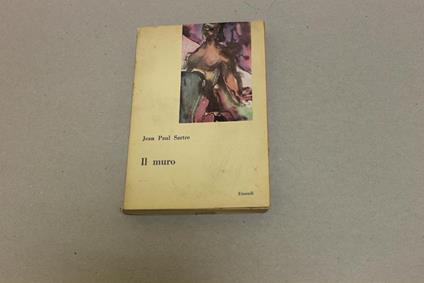 Jean Paul Sartre
Il muro
Einaudi